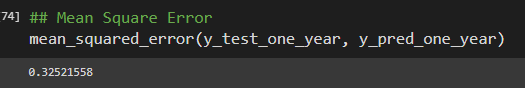 74] ## Mean Square Error
mean_squared_error(y_test_one_year, y_pred_one_year)
0.32521558